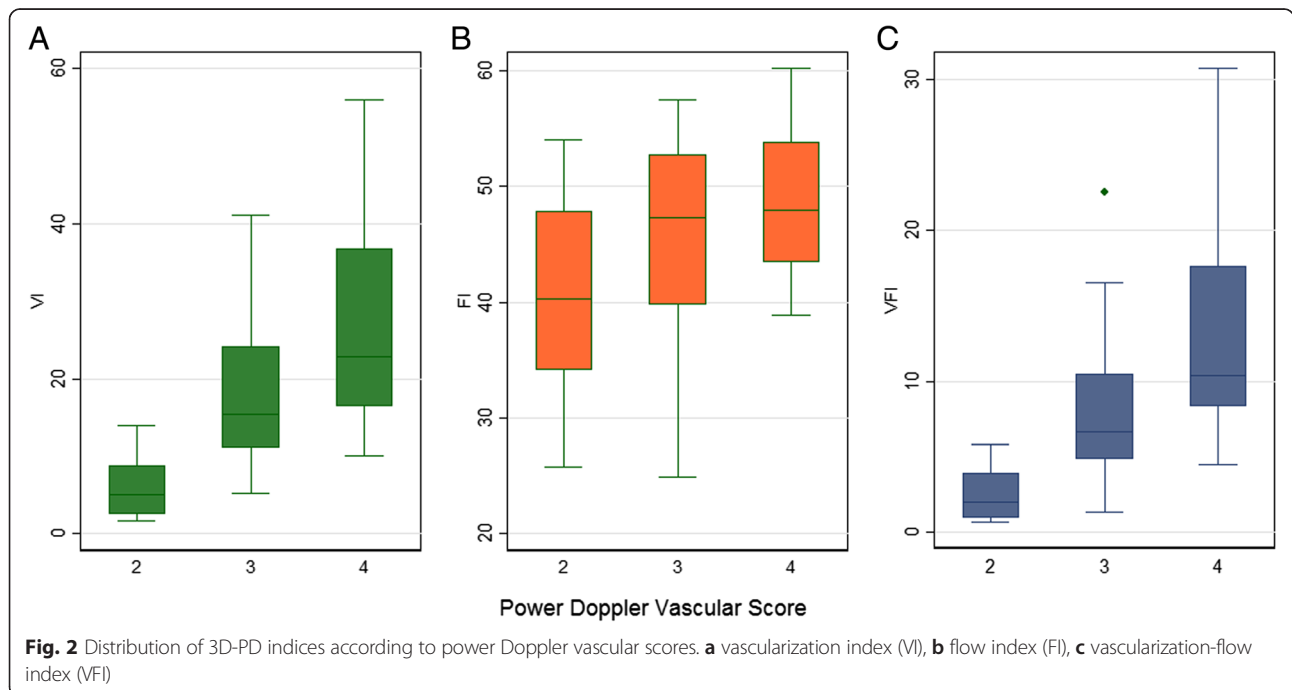 A
B
C
60
40
20
0
VI
2 3 4
60
50
40
30
20
FI
2 3 4
30
20
10
0
VFI
2 3 4
Power Doppler Vascular Score
Fig. 2 Distribution of 3D-PD indices according to power Doppler vascular scores. a vascularization index (VI), b flow index (FI), c vascularization-flow
index (VFI)